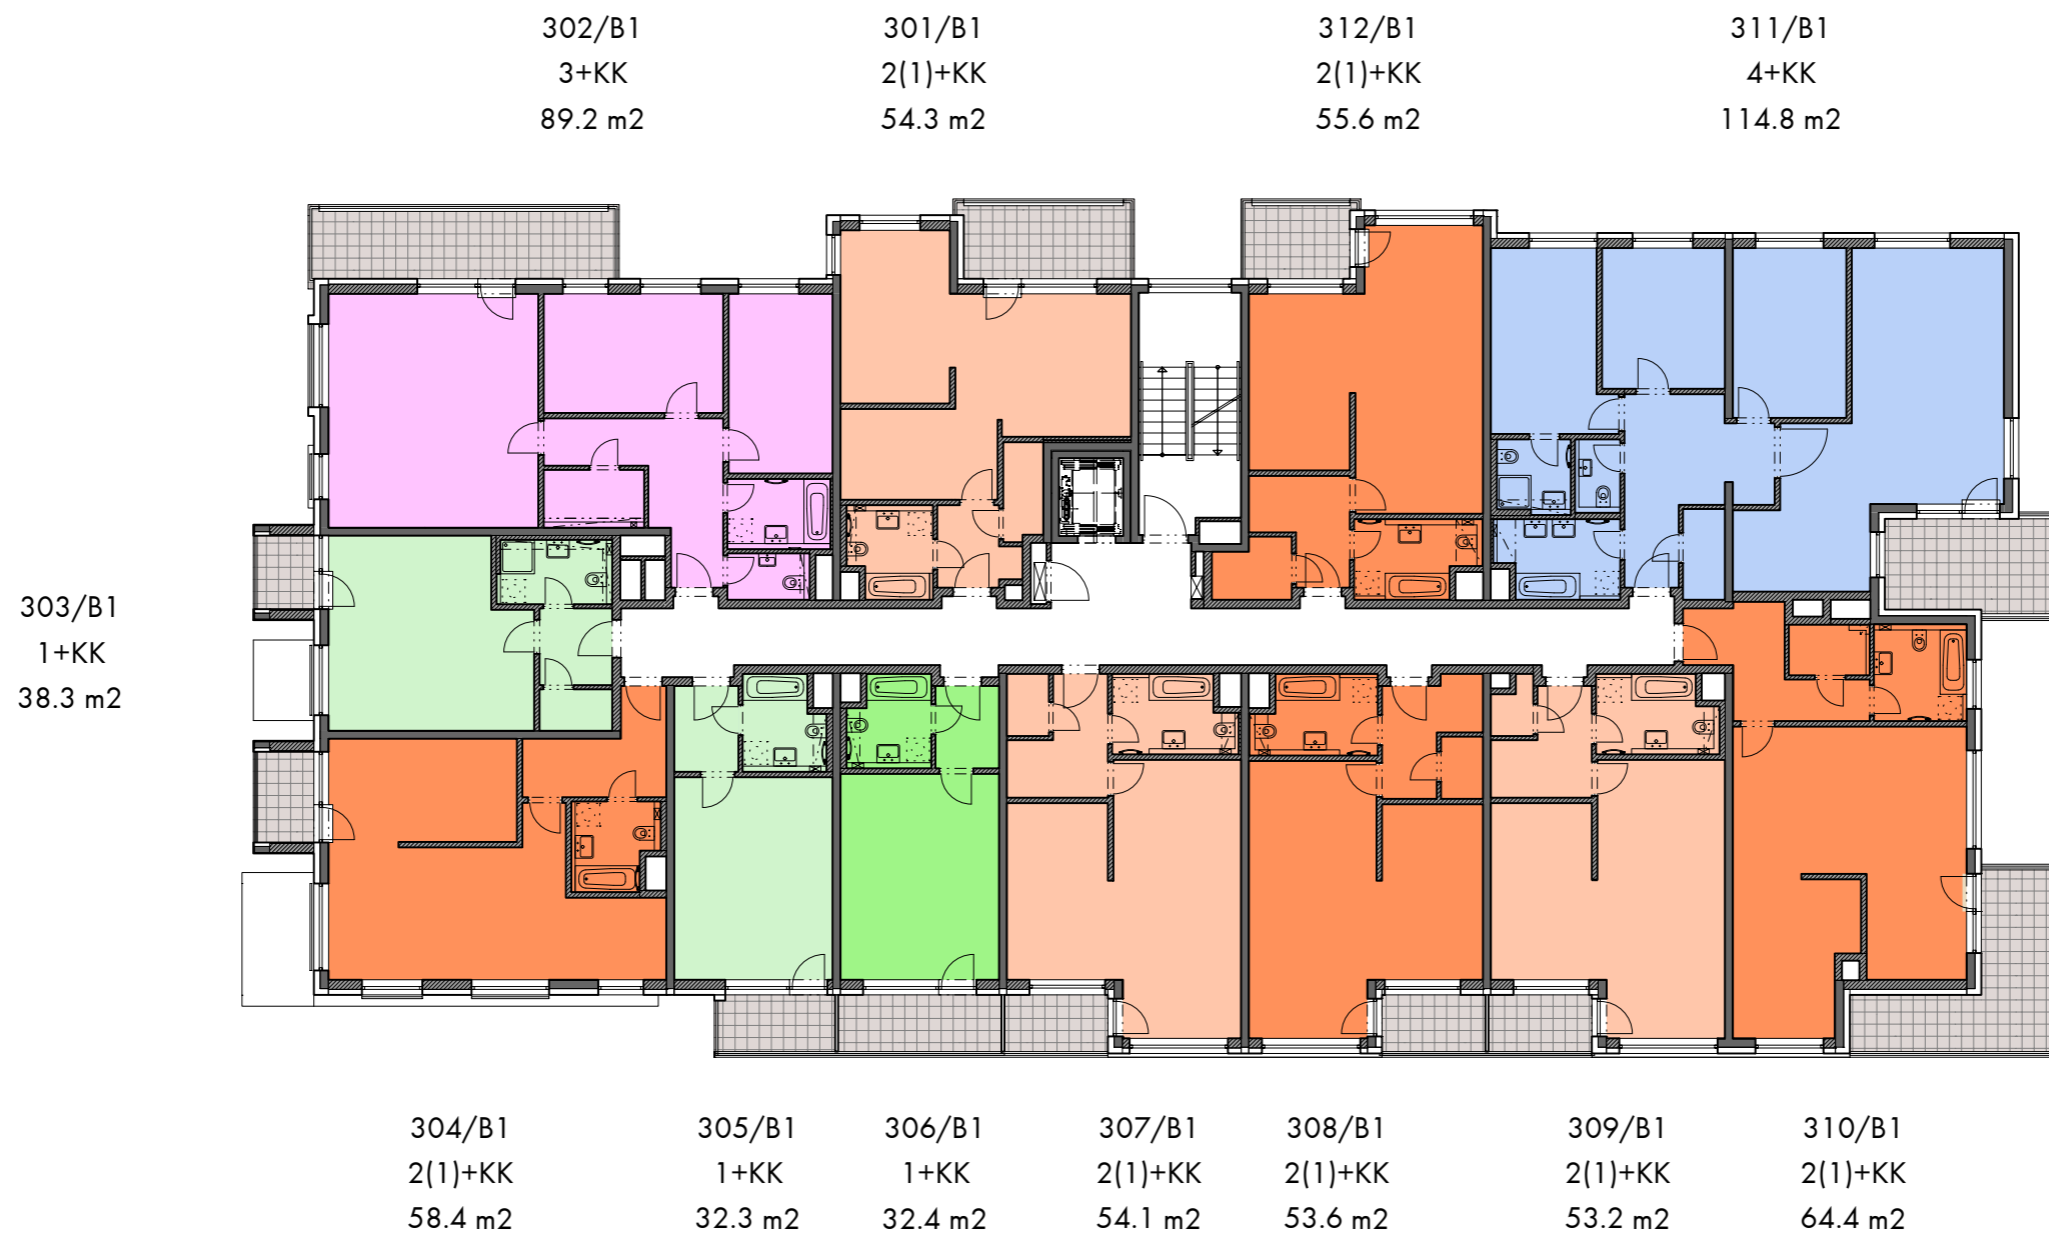 302/B1
3+KK
89.2 m2
301/B1
2(1)+KK
54.3 m2
312/B1
2(1)+KK
55.6 m2
311/B1
4+KK
114.8 m2
303/B1
1+KK
38.3 m2
304/B1
2(1)+KK
58.4 m2
305/B1
1+KK
32.3 m2
306/B1
1+KK
32.4 m2
307/B1
2(1)+KK
54.1 m2
308/B1
2(1)+KK
53.6 m2
309/B1
2(1)+KK
53.2 m2
310/B1
2(1)+KK
64.4 m2